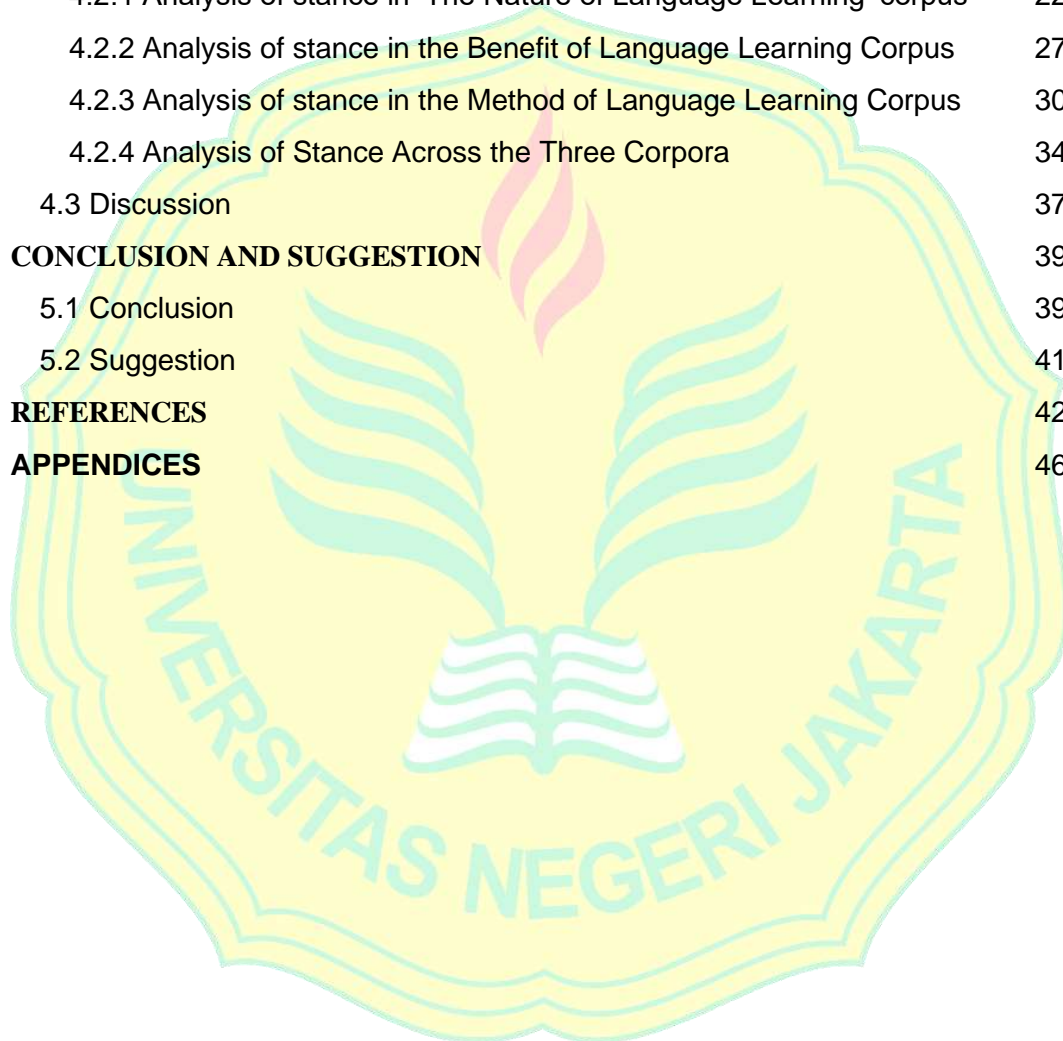 4.2.1 Analysis of stance in The Nature of Language Learning corpus 22
4.2.2 Analysis of stance in the Benefit of Language Learning Corpus 27
4.2.3 Analysis of stance in the Method of Language Learning Corpus 30
4.2.4 Analysis of Stance Across the Three Corpora 34
4.3 Discussion 37
CONCLUSION AND SUGGESTION 39
5.1 Conclusion 39
5.2 Suggestion 41
REFERENCES 42
APPENDICES 46
UNIVERSITAS NEGERI JAKARTA